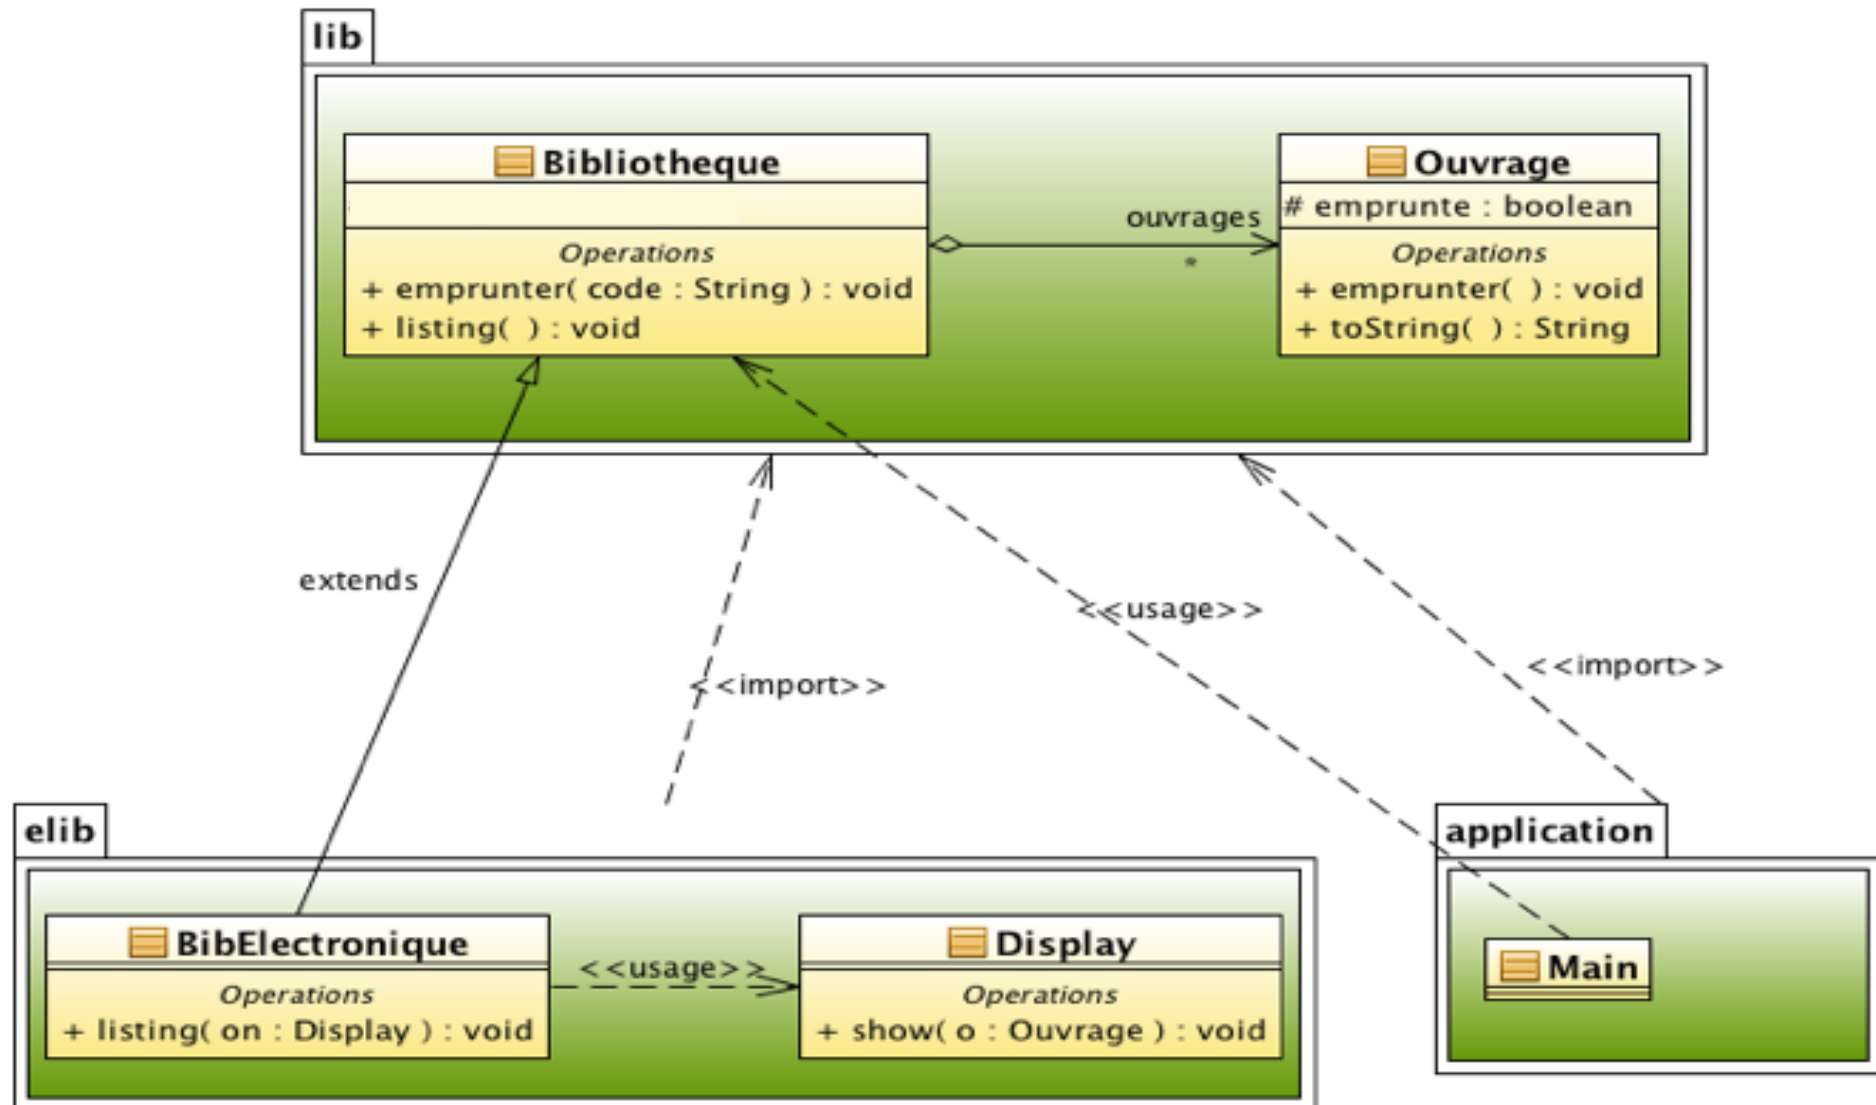 lib
Bibliotheque
Operations
+ emprunter( code : String ) : void
+ listing( ) : void
ouvrages
*
Ouvrage
# emprunte : boolean
Operations
+ emprunter( ) : void
+ toString( ) : String
extends
<<import>>
<<usage>>
<<import>>
elib
BibElectronique
Operations
+ listing( on : Display ) : void
<<usage>>
Display
Operations
+ show( o : Ouvrage ) : void
application
Main